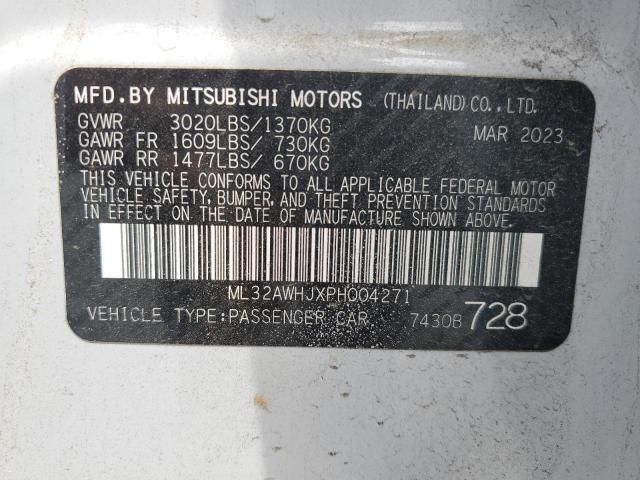 MFD.BY MITSUBISHI MOTORS (THAILAND)CO.,LTD.
GVWR 3020LBS/1370KG MAR 2023
GAWR FR 1609LBS/ 730KG
GAWR RR 1477LBS/ 670KG
THIS VEHICLE CONFORMS TO ALL APPLICABLE FEDERAL MOTOR
VEHICLE SAFETY, BUMPER, AND THEFT PREVENTION STANDARDS
IN EFFECT ON THE DATE OF MANUFACTURE SHOWN ABOVE.
ML32AWHJXPH004271
VEHICLE TYPE:PASSENGER CAR 7430B 728